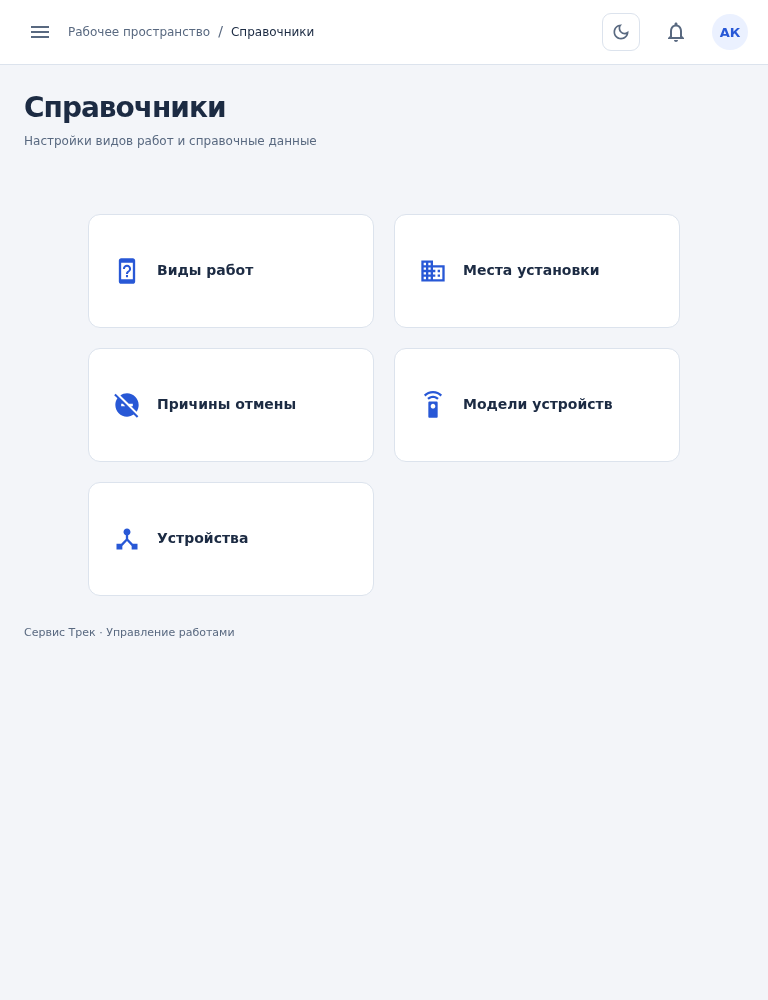 Рабочее пространство / Справочники
АК
Справочники
Настройки видов работ и справочные данные
Виды работ
Места установки
Причины отмены
Модели устройств
Устройства
Сервис Трек · Управление работами